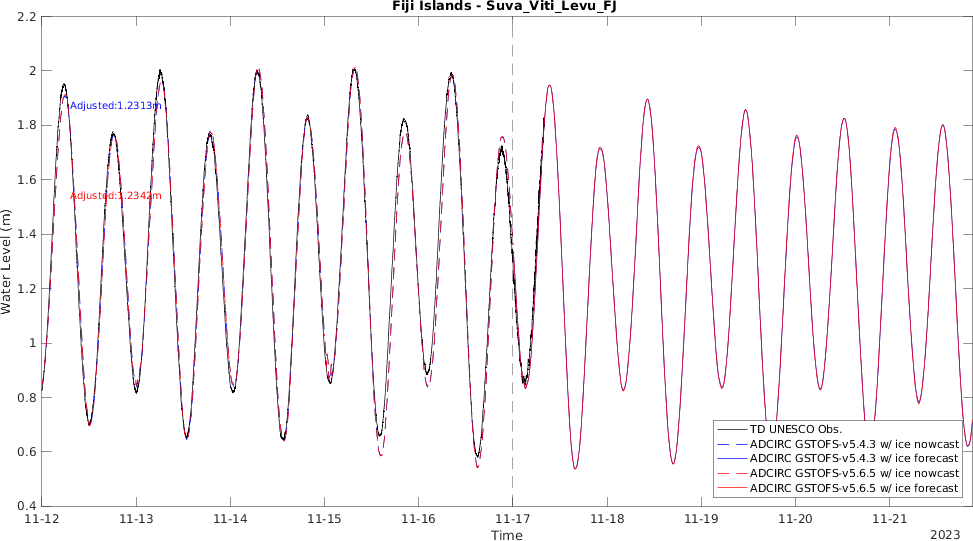 Fiji Islands - Suva_Viti_Levu_FJ
2.2
2
1.8
1.6
1.4
1.2
1
0.8
0.6
0.4
Water Level (m)
Adjusted:1.2313m
Adjusted:1.2342m
TD UNESCO Obs.
ADCIRC GSTOFS-v5.4.3 w/ ice nowcast
ADCIRC GSTOFS-v5.4.3 w/ ice forecast
ADCIRC GSTOFS-v5.6.5 w/ ice nowcast
ADCIRC GSTOFS-v5.6.5 w/ ice forecast
11-12 11-13 11-14 11-15 11-16 11-17 11-18 11-19 11-20 11-21
Time
2023